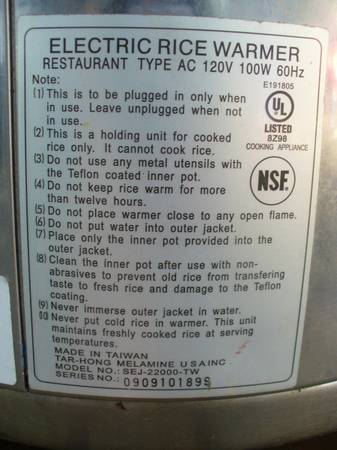 ELECTRIC RICE WARMER
RESTAURANT TYPE AC 120V 100W 60Hz
Note:
E191805
(1) This is to be plugged in only when
in use. Leave unplugged when not
in use.
UL
LISTED
8Z98
COOKING APPLIANCE
(2) This is a holding unit for cooked
rice only. It cannot cook rice.
(3) Do not use any metal utensils with
the Teflon coated inner pot.
NSF.
(4) Do not keep rice warm for more
than twelve hours.
(5) Do not place warmer close to any open flame.
(6) Do not put water into outer jacket.
(7) Place only the inner pot provided into the
outer jacket.
(8) Clean the inner pot after use with non-
abrasives to prevent old rice from transfering
taste to fresh rice and damage to the Teflon
coating.
(9) Never immerse outer jacket in water.
(10) Never put cold rice in warmer. This unit
maintains freshly cooked rice at serving
temperatures.
MADE IN TAIWAN
TAR-HONG MELAMINE USA INC
MODEL NO.: SEJ-22000-TW
SERIES NO.: 0909101895